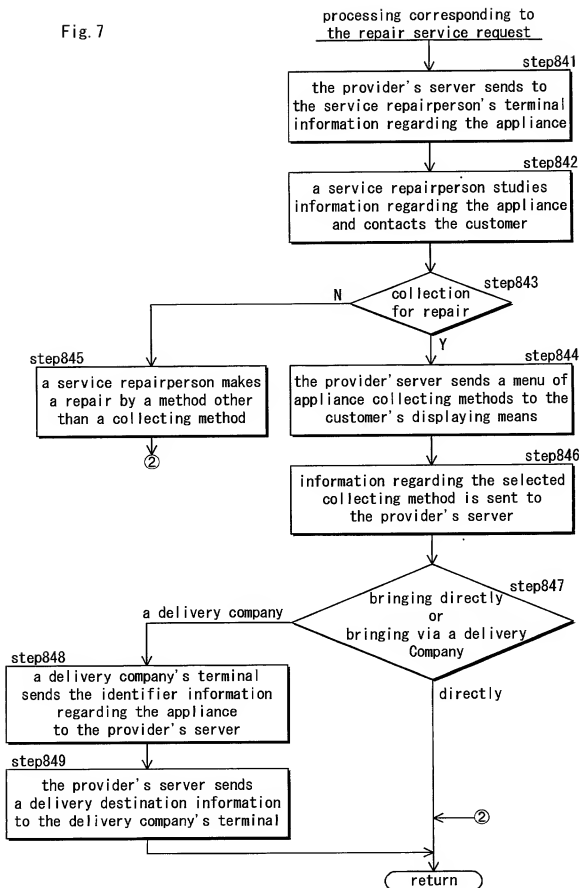 Fig. 7
processing corresponding to
the repair service request
step841
the provider's server sends to
the service repairperson's terminal
information regarding the appliance
step842
a service repairperson studies
information regarding the appliance
and contacts the customer
step843
collection
for repair
N
Y
step844
the provider'server sends a menu of
appliance collecting methods to the
customer's displaying means
step845
a service repairperson makes
a repair by a method other
than a collecting method
②
step846
information regarding the selected
collecting method is sent to
the provider's server
step847
bringing directly
or
bringing via a delivery
Company
a delivery company
directly
step848
a delivery company's terminal
sends the identifier information
regarding the appliance
to the provider's server
step849
the provider's server sends
a delivery destination information
to the delivery company's terminal
②
return